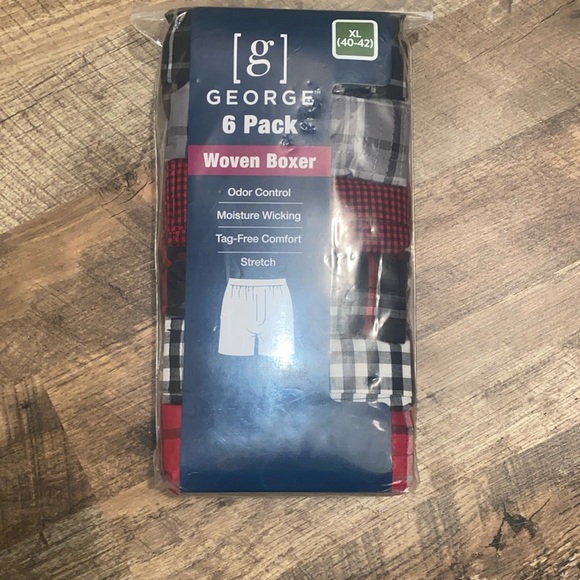 XL
(40-42)
[g]
GEORGE
6 Pack
Woven Boxer
Odor Control
Moisture Wicking
Tag-Free Comfort
Stretch